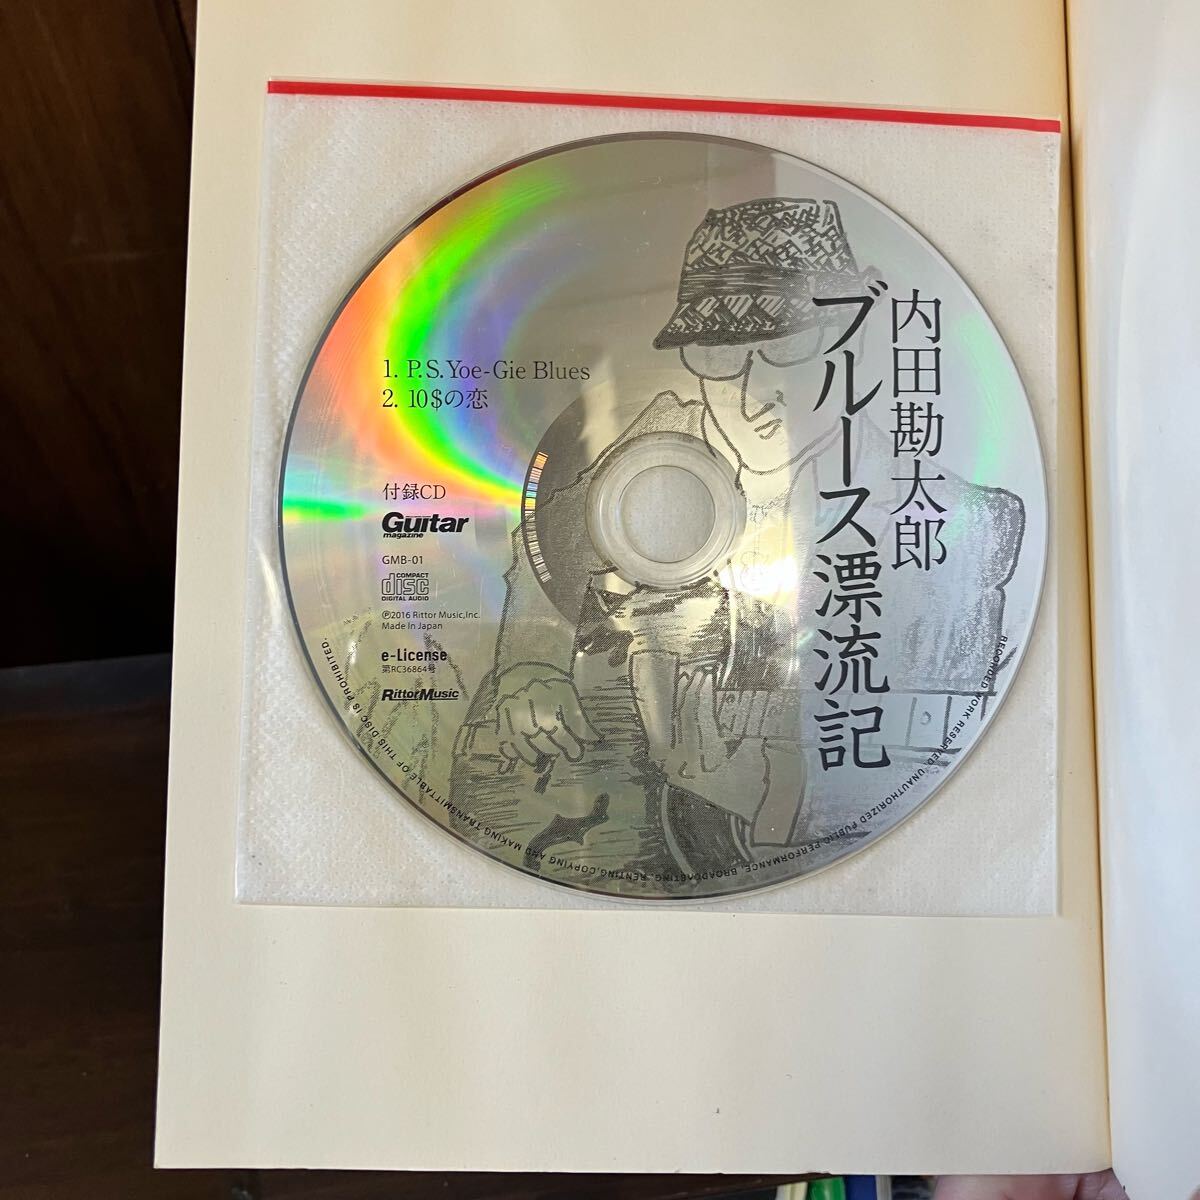 内田勘太郎
ブルース漂流記
1. P.S.Yoe-Gie Blues
2. 10$の恋
付録CD
Guitar
magazine
GMB-01
COMPACT
disc
DIGITAL AUDIO
Ⓟ2016 Rittor Music,Inc.
Made In Japan
e-License
第RC36864号
RittorMusic
RECORDED WORK RESERVED. UNAUTHORIZED PUBLIC PERFORMANCE, BROADCASTING, RENTING,COPYING AND MAKING TRANSMITTABLE OF THIS DISC IS PROHIBITED.